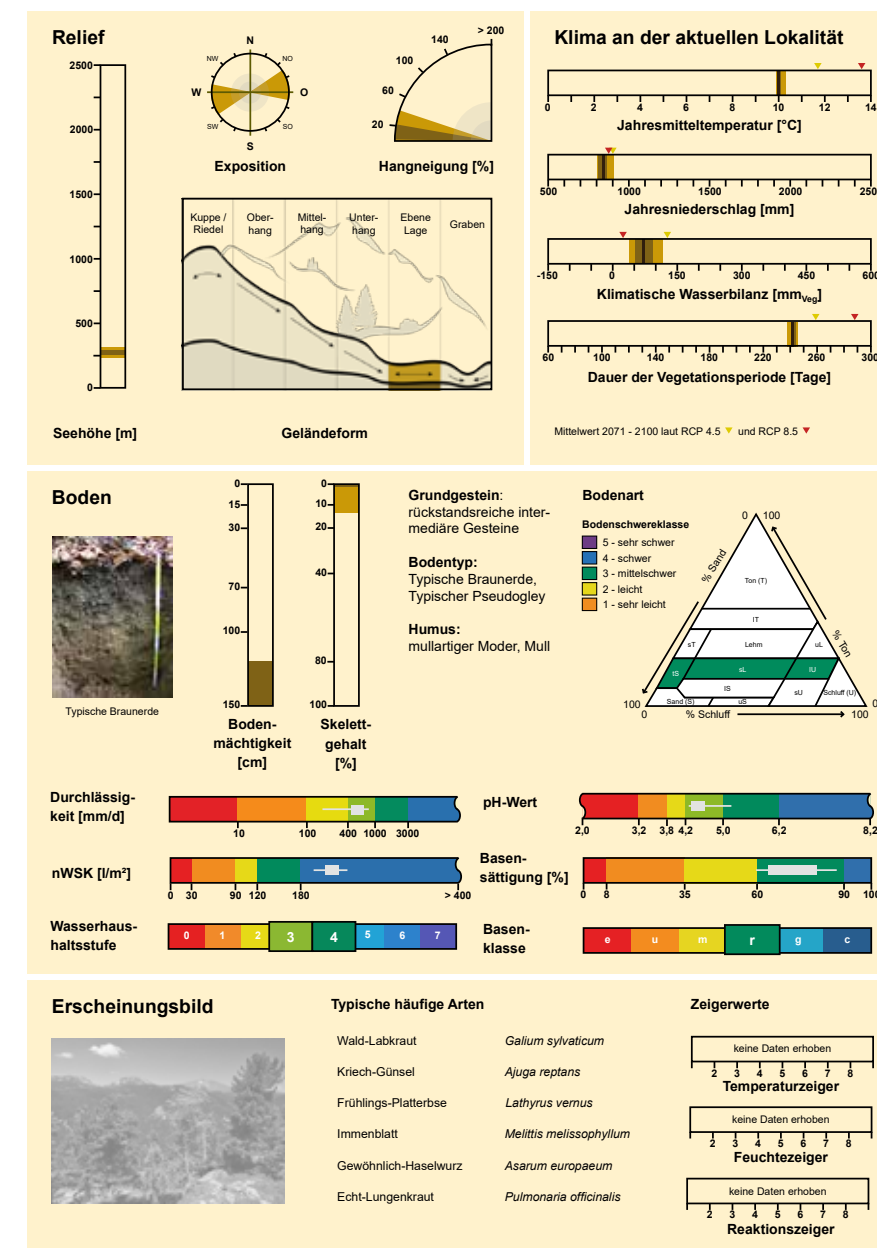 Relief
2500
2000
1500
1000
500
0
Seehöhe [m]
N
NO
O
SO
S
SW
W
NW
Exposition
20
60
100
140
> 200
Hangneigung [%]
Kuppe / Riedel
Ober-
hang
Mittel-
hang
Unter-
hang
Ebene
Lage
Graben
Geländeform
Klima an der aktuellen Lokalität
0 2 4 6 8 10 12 14
Jahresmitteltemperatur [°C]
500 1000 1500 2000 250
Jahresniederschlag [mm]
-150 0 150 300 450 600
Klimatische Wasserbilanz [mmVeg]
60 100 140 180 220 260 300
Dauer der Vegetationsperiode [Tage]
Mittelwert 2071 - 2100 laut RCP 4.5 und RCP 8.5
Boden
Typische Braunerde
0
15
30
70
100
150
Boden-
mächtigkeit
[cm]
0
10
20
40
80
100
Skelett-
gehalt
[%]
Grundgestein:
rückstandsreiche inter-
mediäre Gesteine
Bodentyp:
Typische Braunerde,
Typischer Pseudogley
Humus:
mullartiger Moder, Mull
Bodenart
Bodenschwereklasse
5 - sehr schwer
4 - schwer
3 - mittelschwer
2 - leicht
1 - sehr leicht
0 100
% Sand
% Ton
Ton (T)
lT
sT Lehm uL
tS sL lU
lS
Sand (S) uS sU Schluff (U)
100 0
0 % Schluff 100
Durchlässig-
keit [mm/d]
10 100 400 1000 3000
pH-Wert
2,0 3,2 3,8 4,2 5,0 6,2 8,2
nWSK [l/m²]
0 30 90 120 180 > 400
Basen-
sättigung [%]
0 8 35 60 90 100
Wasserhaus-
haltsstufe
0 1 2 3 4 5 6 7
Basen-
klasse
e u m r g c
Erscheinungsbild
Typische häufige Arten
Wald-Labkraut Galium sylvaticum
Kriech-Günsel Ajuga reptans
Frühlings-Platterbse Lathyrus vernus
Immenblatt Melittis melissophyllum
Gewöhnlich-Haselwurz Asarum europaeum
Echt-Lungenkraut Pulmonaria officinalis
Zeigerwerte
keine Daten erhoben
2 3 4 5 6 7 8
Temperaturzeiger
keine Daten erhoben
2 3 4 5 6 7 8
Feuchtezeiger
keine Daten erhoben
2 3 4 5 6 7 8
Reaktionszeiger